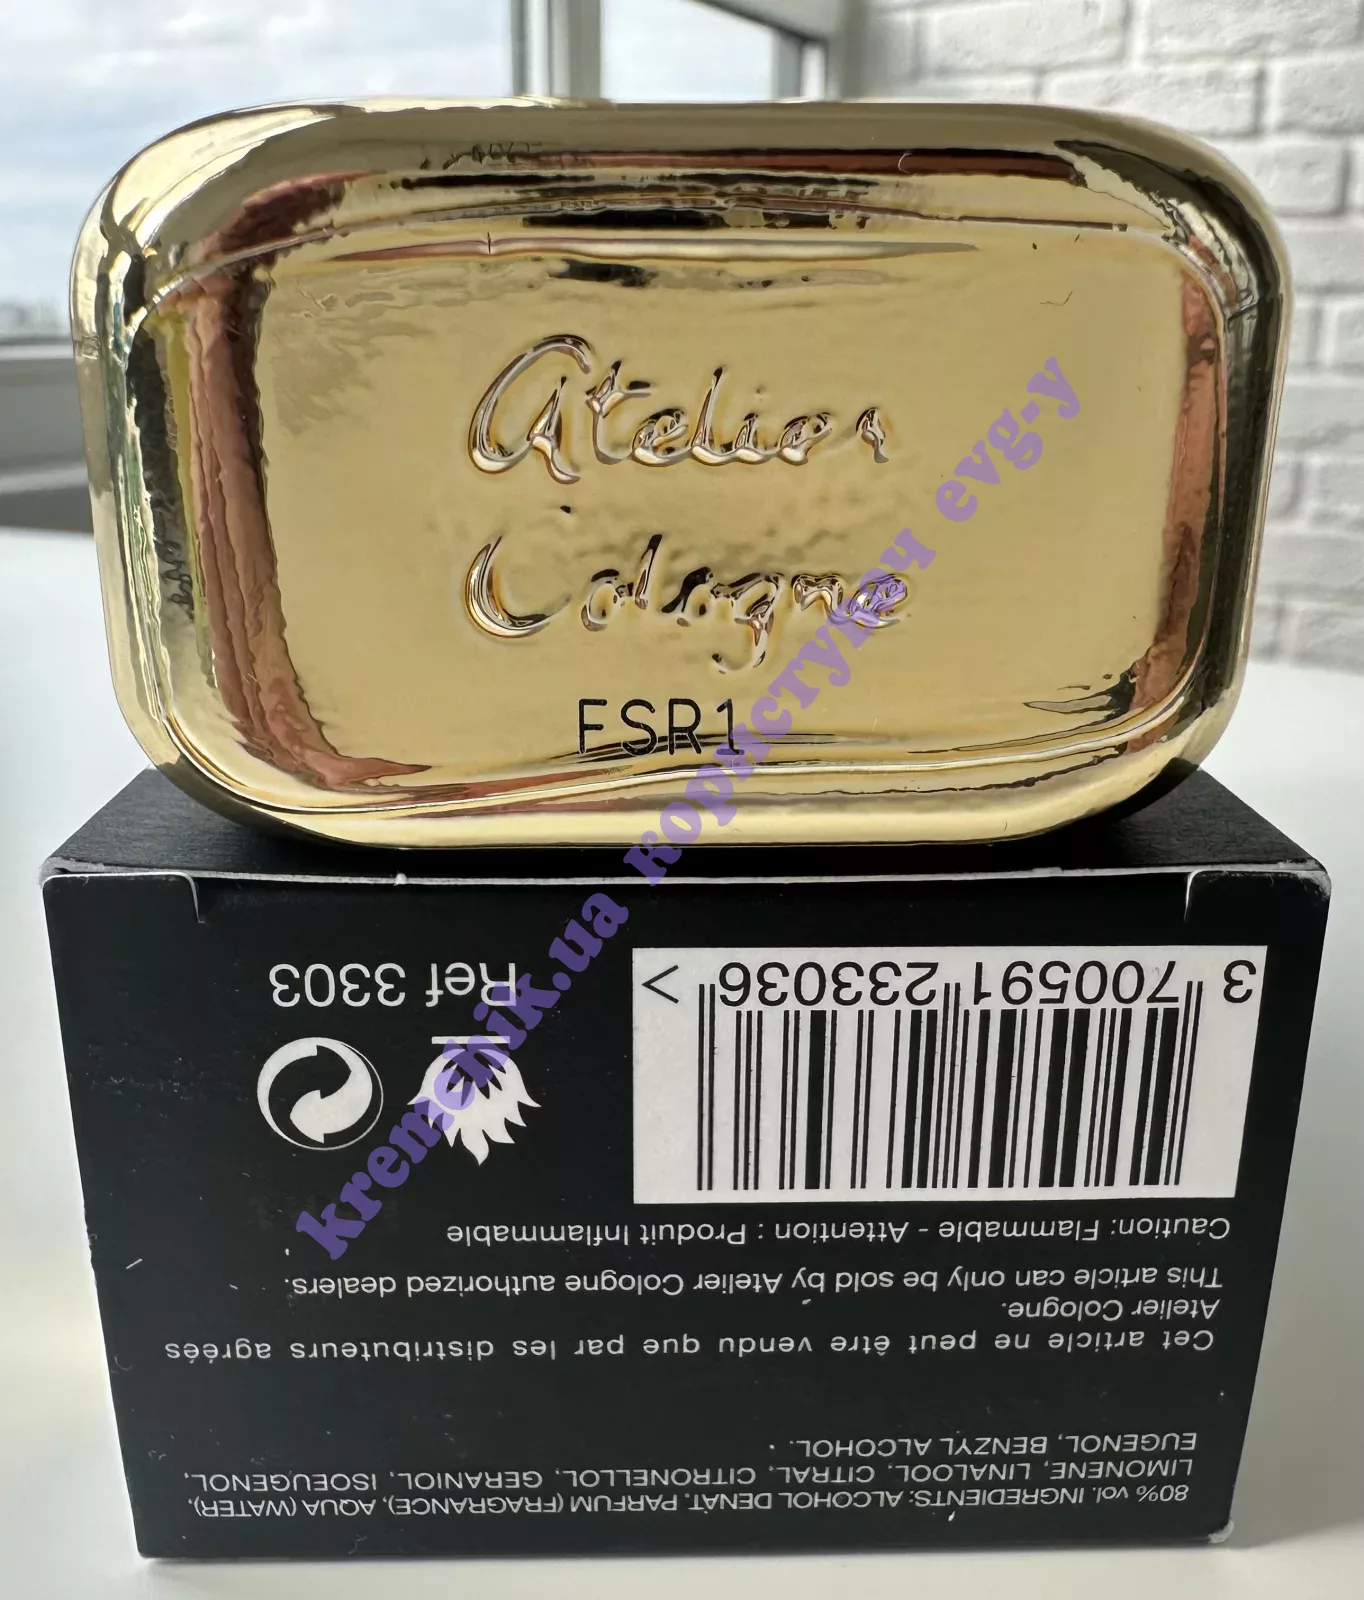 Atelier
Cologne
FSR1
kremchik.ua користувач evg-y
80% vol. INGREDIENTS: ALCOHOL DENAT. PARFUM (FRAGRANCE), AQUA (WATER),
LIMONENE, LINALOOL, CITRAL, CITRONELLOL, GERANIOL, ISOEUGENOL,
EUGENOL, BENZYL ALCOHOL.
Cet article ne peut être vendu que par les distributeurs agréés
Atelier Cologne.
This article can only be sold by Atelier Cologne authorized dealers.
Caution: Flammable - Attention : Produit Inflammable
3 700591 233036 >
Ref 3303